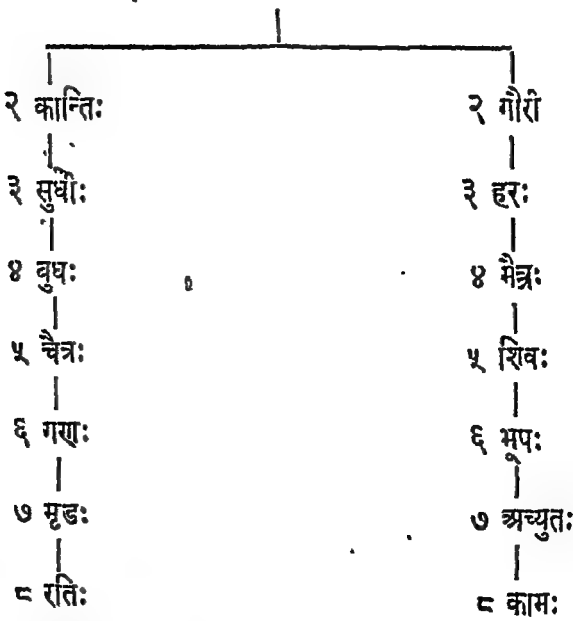 २ कान्तिः २ गौरी
३ सुधीः ३ हरः
४ वुधः ४ मैत्रः
५ चैत्रः ५ शिवः
६ गणः ६ भूपः
७ मृडः ७ अच्युतः
८ रतिः ८ कामः